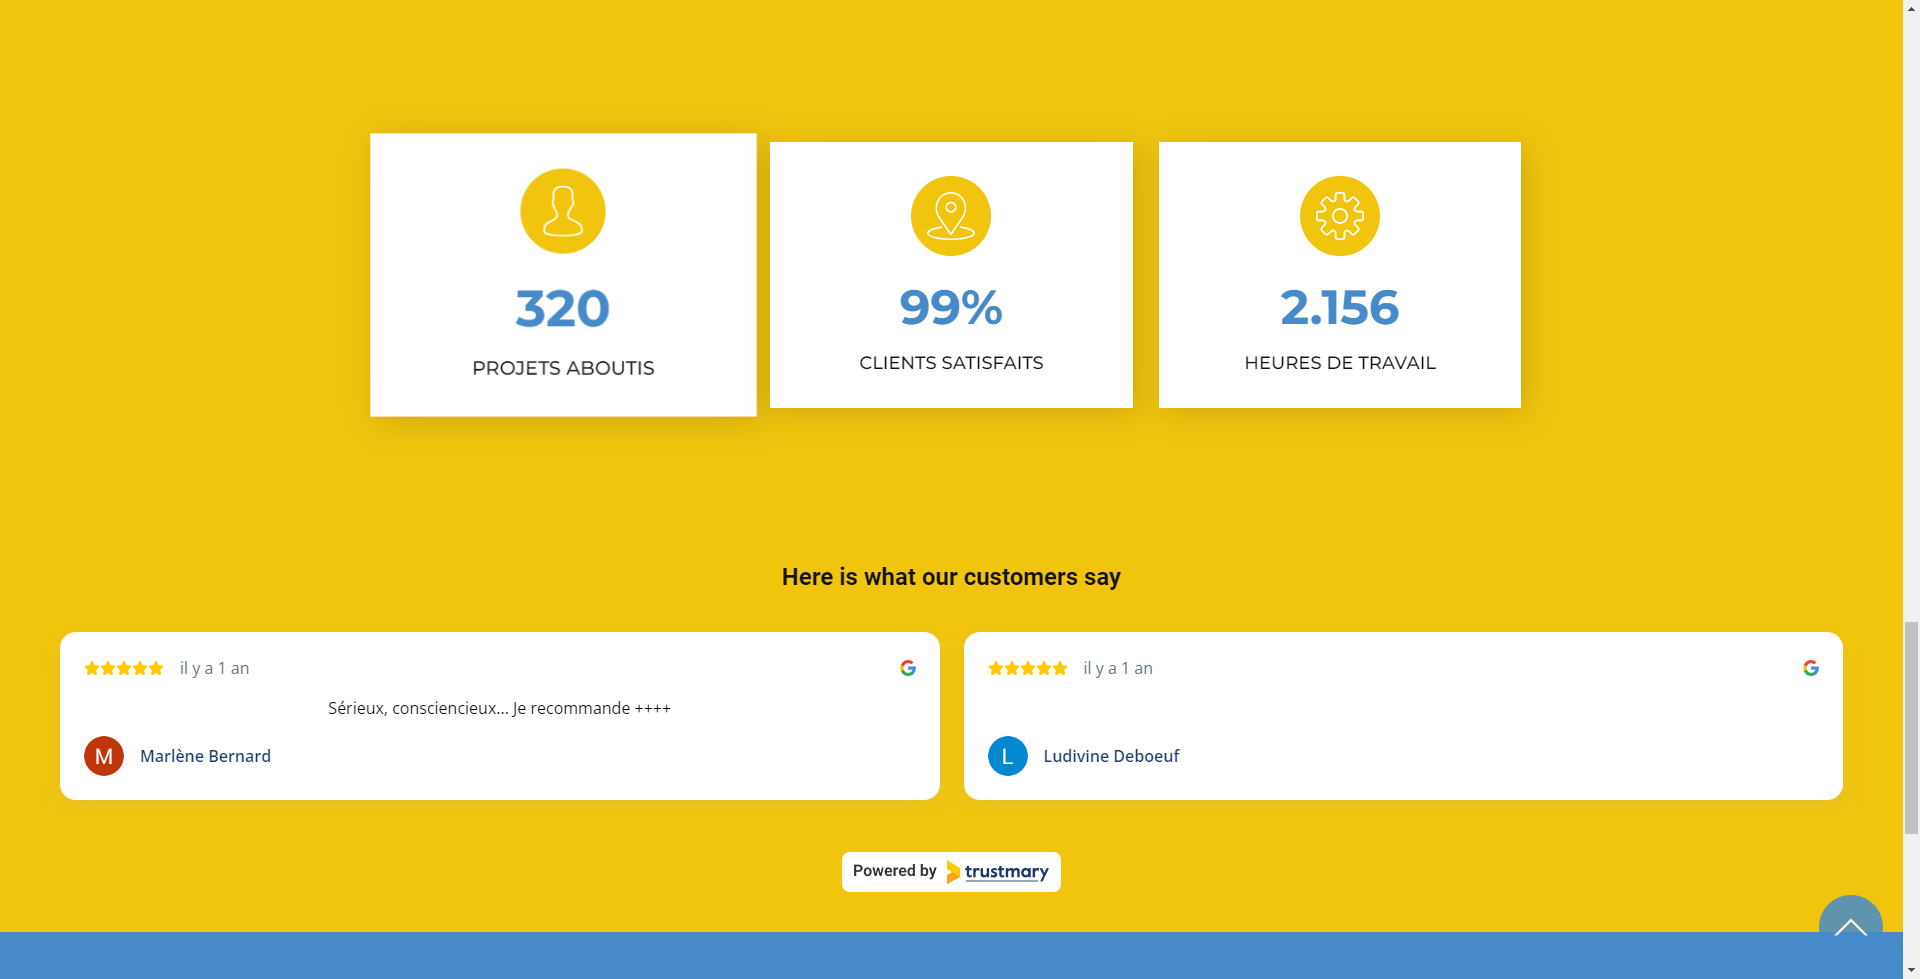 320
PROJETS ABOUTIS
99%
CLIENTS SATISFAITS
2.156
HEURES DE TRAVAIL
Here is what our customers say
il y a 1 an
Sérieux, consciencieux... Je recommande ++++
M
Marlène Bernard
il y a 1 an
L
Ludivine Deboeuf
Powered by trustmary